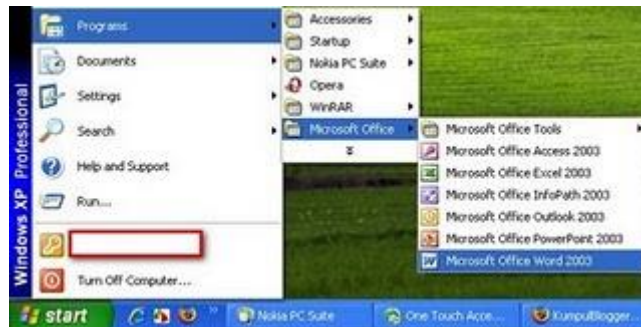 Programs
Documents
Settings
Search
Help and Support
Run...
Turn Off Computer...
Windows XP Professional
Accessories
Startup
Nokia PC Suite
Opera
WinRAR
Microsoft Office
Microsoft Office Tools
Microsoft Office Access 2003
Microsoft Office Excel 2003
Microsoft Office InfoPath 2003
Microsoft Office Outlook 2003
Microsoft Office PowerPoint 2003
Microsoft Office Word 2003
start
Nokia PC Suite
One Touch Acce...
KumpulBlogger...